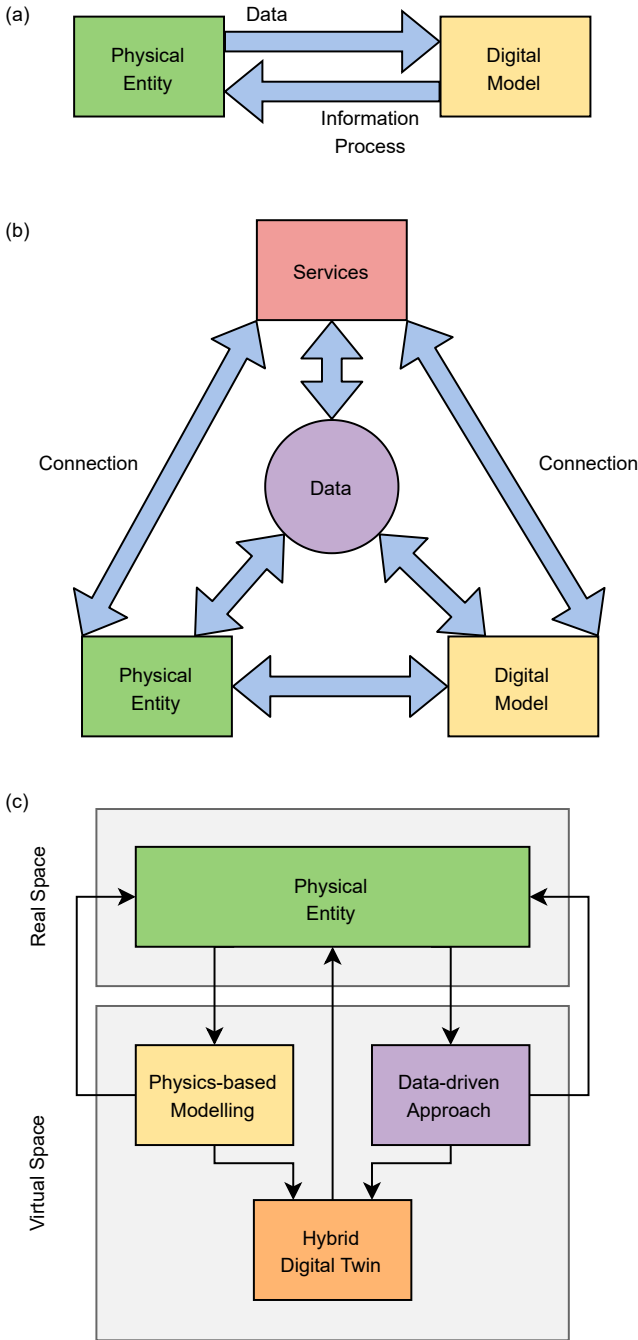 (a)
Data
Physical
Entity
Digital
Model
Information
Process
(b)
Services
Connection
Connection
Data
Physical
Entity
Digital
Model
(c)
Real Space
Physical
Entity
Virtual Space
Physics-based
Modelling
Data-driven
Approach
Hybrid
Digital Twin